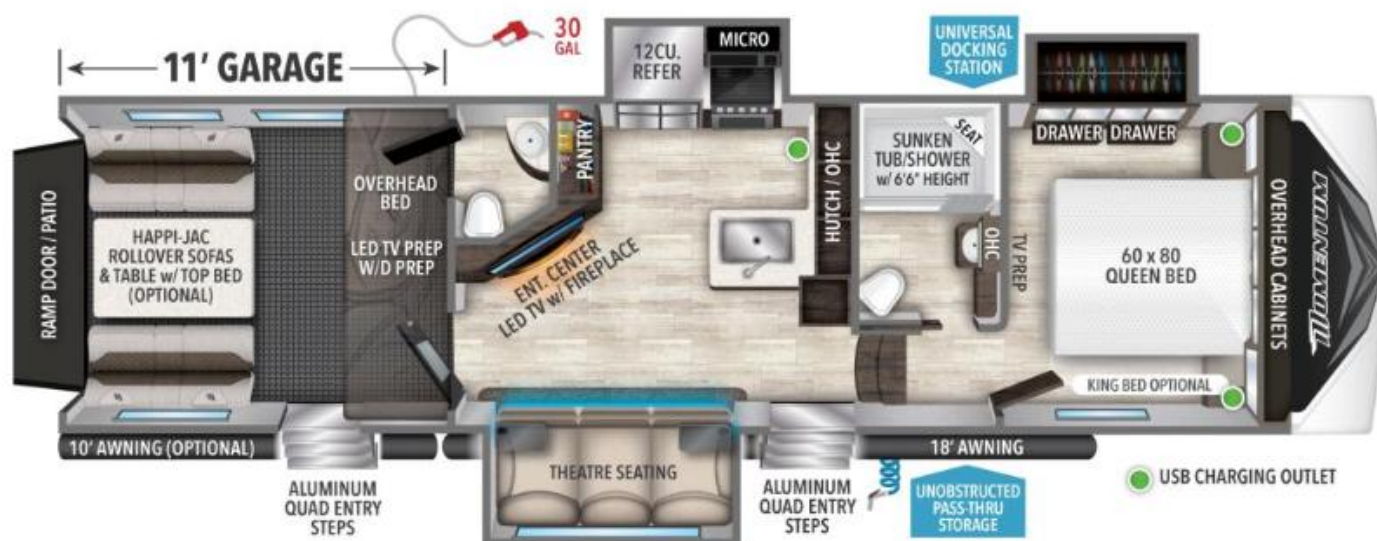 11' GARAGE
30
GAL
12CU.
REFER
MICRO
UNIVERSAL
DOCKING
STATION
RAMP DOOR / PATIO
HAPPI-JAC
ROLLOVER SOFAS
& TABLE w/ TOP BED
(OPTIONAL)
OVERHEAD
BED
LED TV PREP
W/D PREP
PANTRY
ENT. CENTER
LED TV w/ FIREPLACE
HUTCH / OHC
SUNKEN
TUB/SHOWER
w/ 6'6" HEIGHT
SEAT
OHC
TV PREP
DRAWER
DRAWER
60 x 80
QUEEN BED
KING BED OPTIONAL
OVERHEAD CABINETS
MOMENTUM
10' AWNING (OPTIONAL)
ALUMINUM
QUAD ENTRY
STEPS
THEATRE SEATING
ALUMINUM
QUAD ENTRY
STEPS
18' AWNING
UNOBSTRUCTED
PASS-THRU
STORAGE
USB CHARGING OUTLET